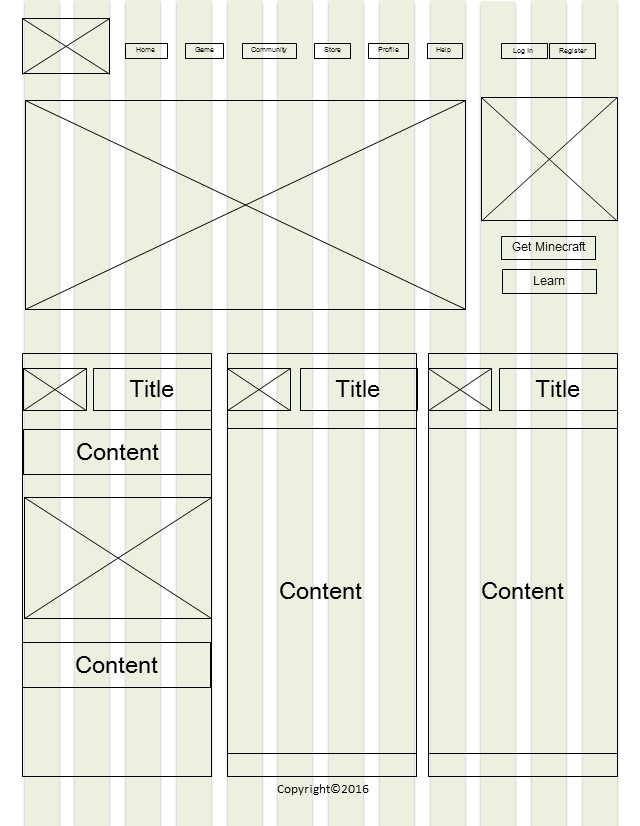 Home Game Community Store Profile Help Log In Register
Get Minecraft
Learn
Title Title Title
Content
Content Content
Content
Copyright©2016